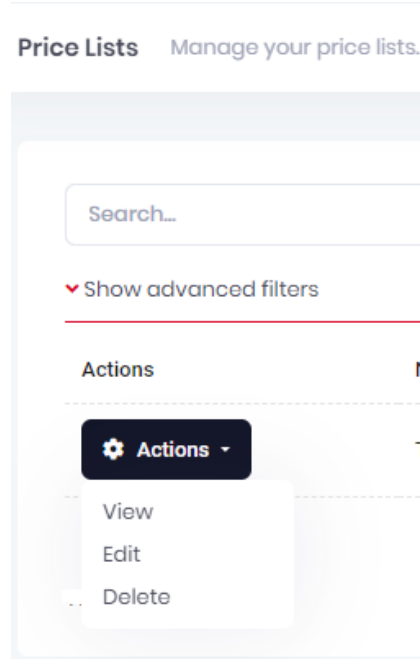 Price Lists Manage your price lists.
Search...
Show advanced filters
Actions
Actions
View
Edit
Delete